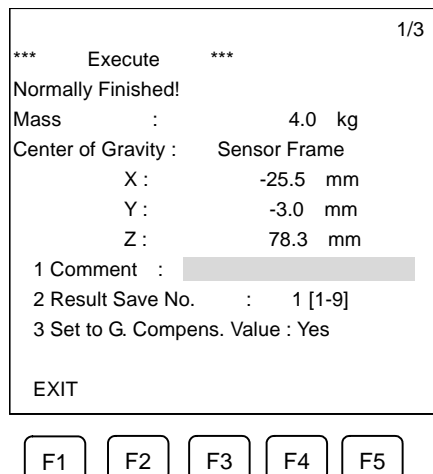 1/3
*** Execute ***
Normally Finished!
Mass : 4.0 kg
Center of Gravity : Sensor Frame
X : -25.5 mm
Y : -3.0 mm
Z : 78.3 mm
1 Comment :
2 Result Save No. : 1 [1-9]
3 Set to G. Compens. Value : Yes
EXIT
F1 F2 F3 F4 F5